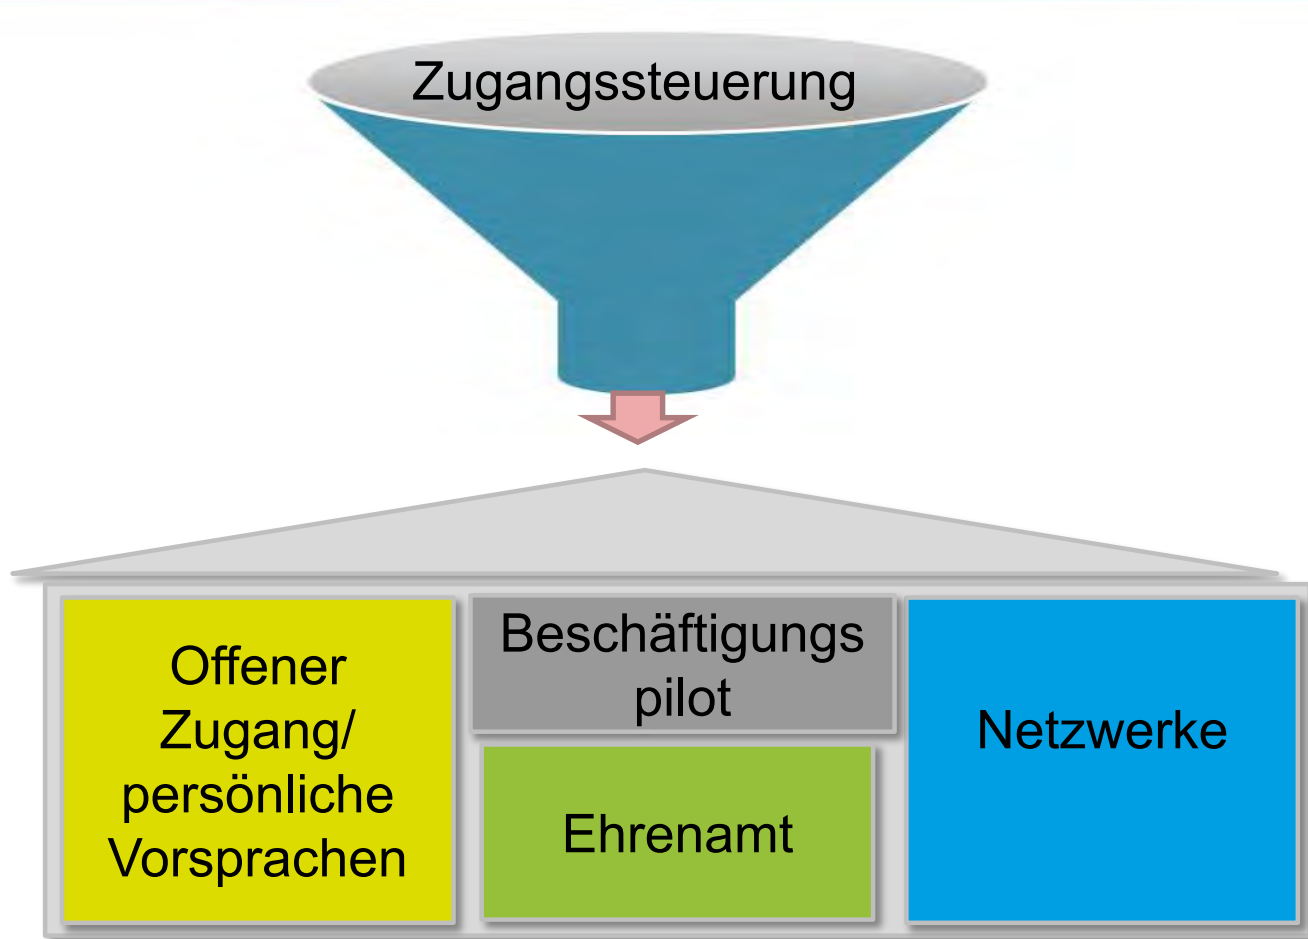 Zugangssteuerung
Offener
Zugang/
persönliche
Vorsprachen
Beschäftigungs
pilot
Ehrenamt
Netzwerke